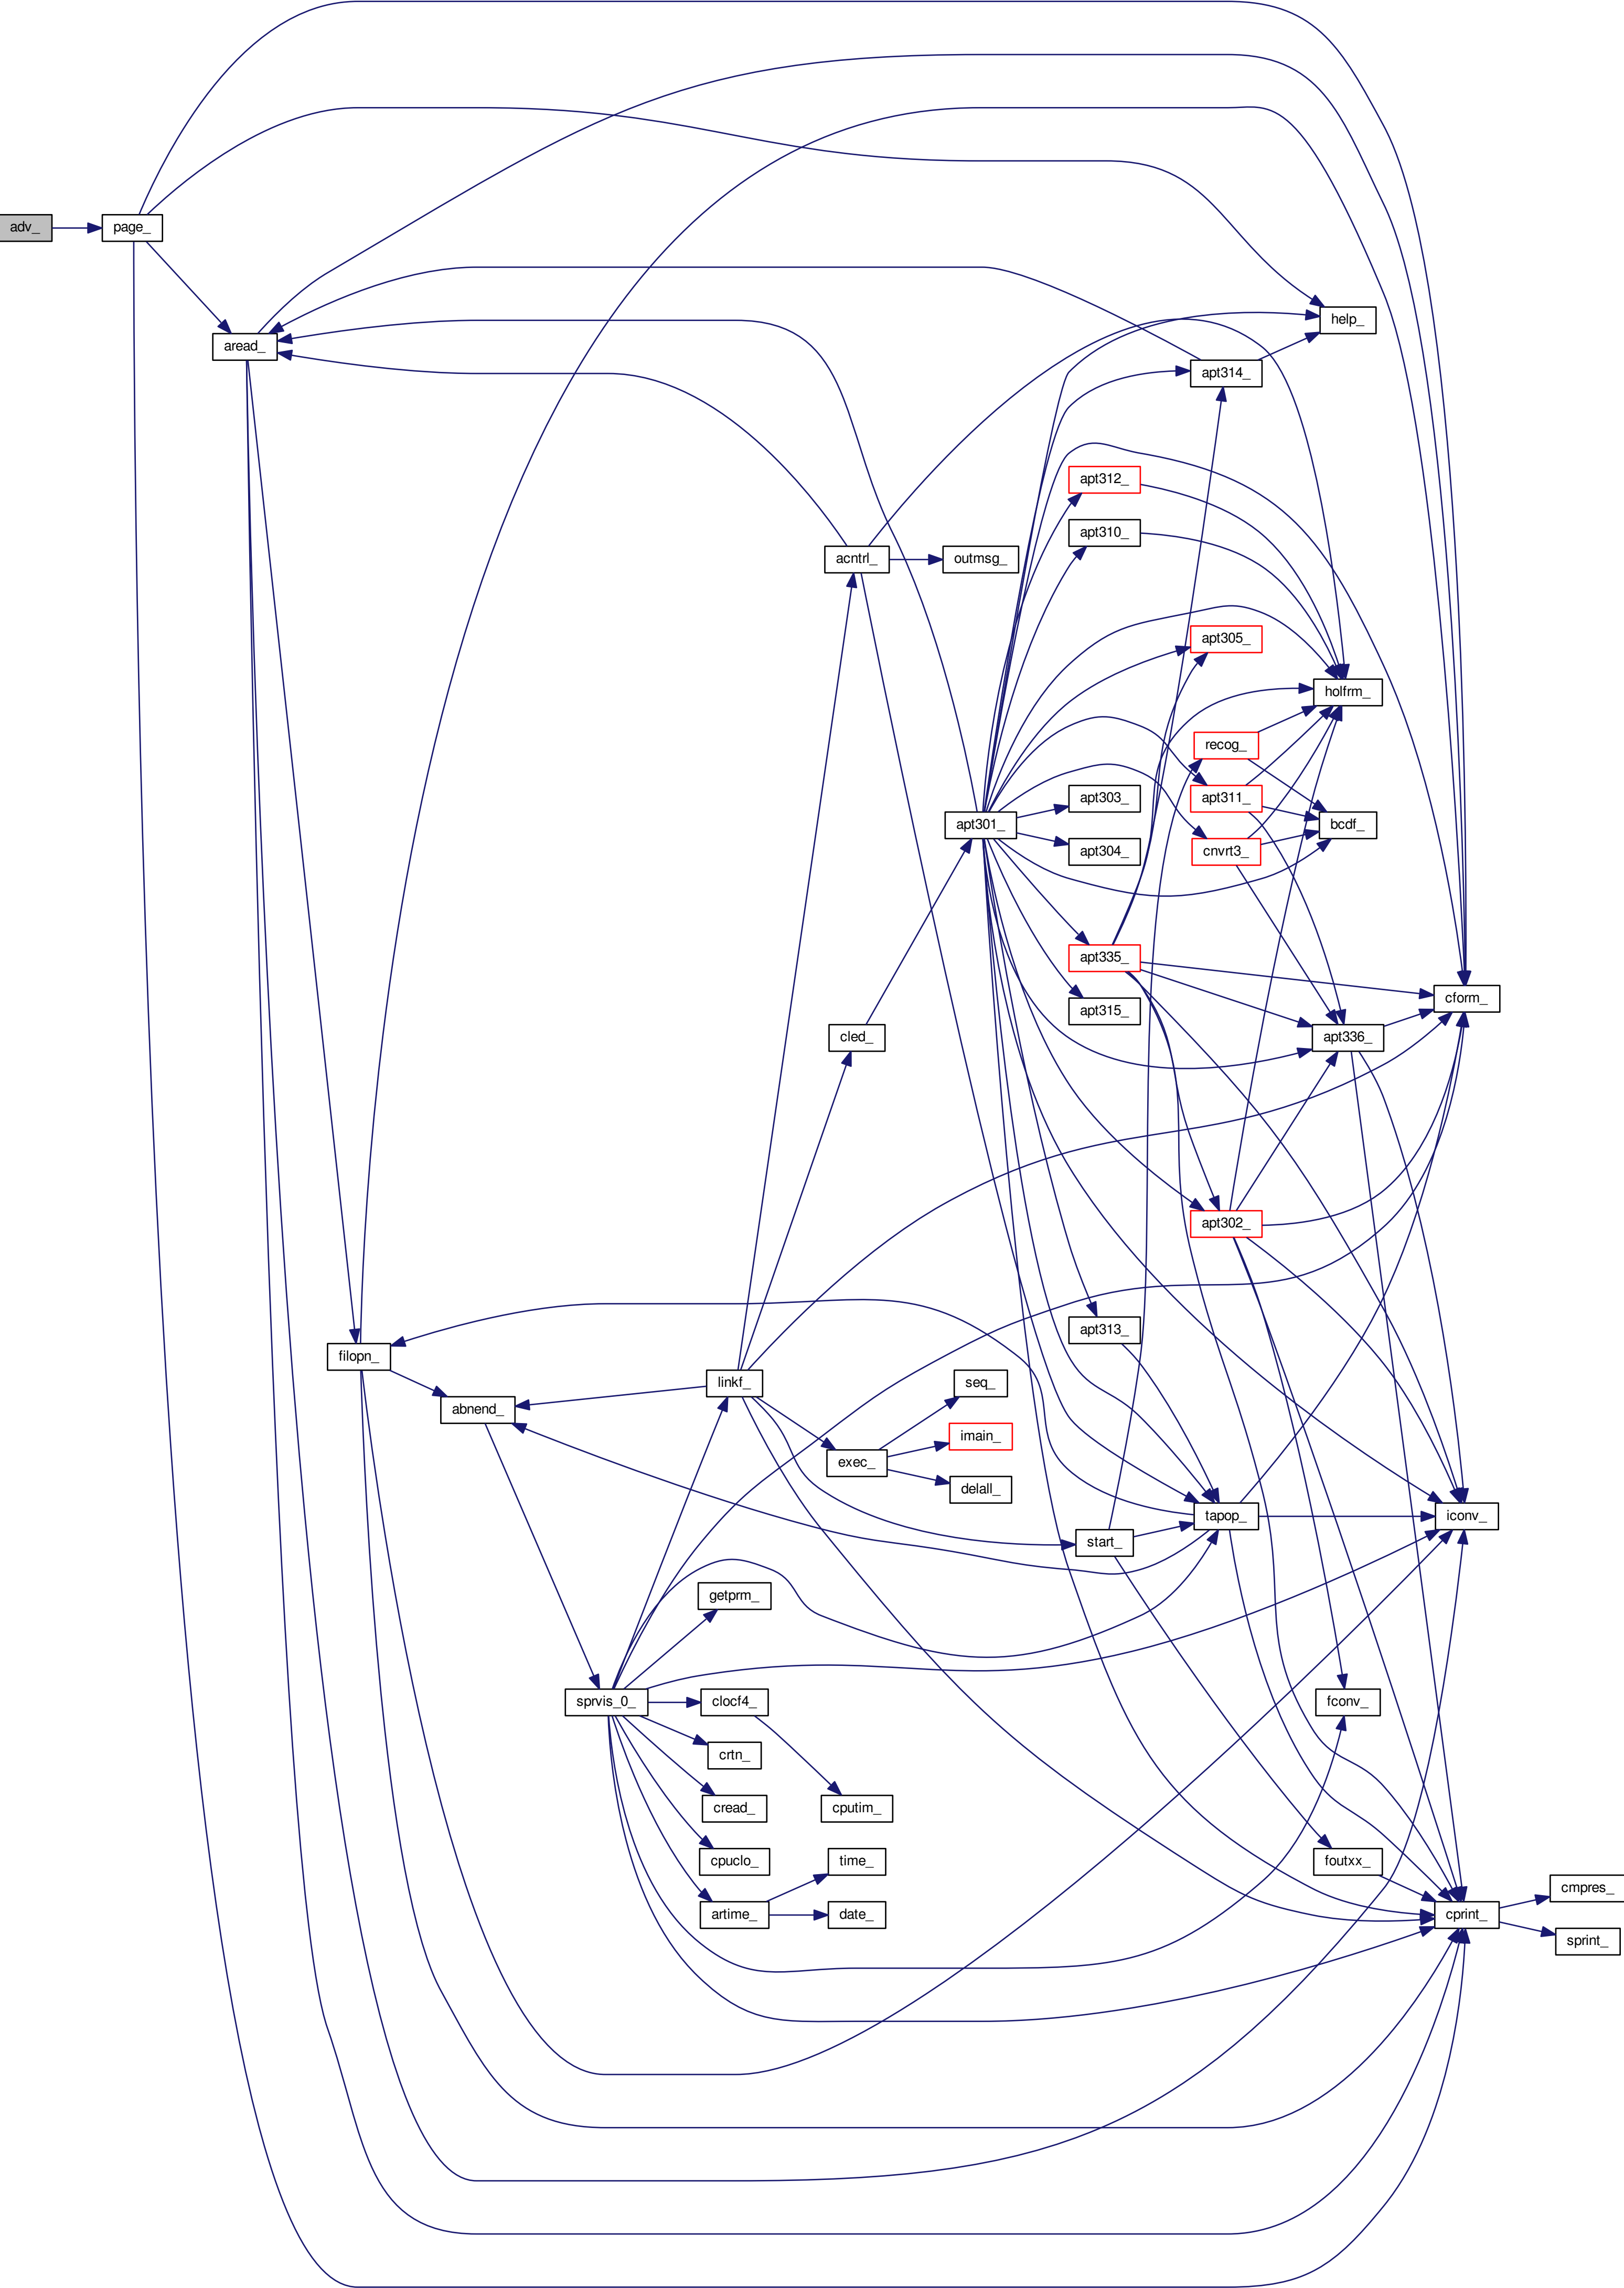 adv_
page_
help_
aread_
apt314_
apt312_
apt310_
acntrl_
outmsg_
apt305_
holfrm_
recog_
apt303_
apt311_
apt301_
bcdf_
apt304_
cnvrt3_
apt335_
cform_
apt315_
cled_
apt336_
apt302_
apt313_
filopn_
linkf_
seq_
abnend_
imain_
exec_
delall_
tapop_
iconv_
start_
getprm_
sprvis_0_
clocf4_
fconv_
crtn_
cread_
cputim_
cpuclo_
time_
foutxx_
cmpres_
artime_
date_
cprint_
sprint_